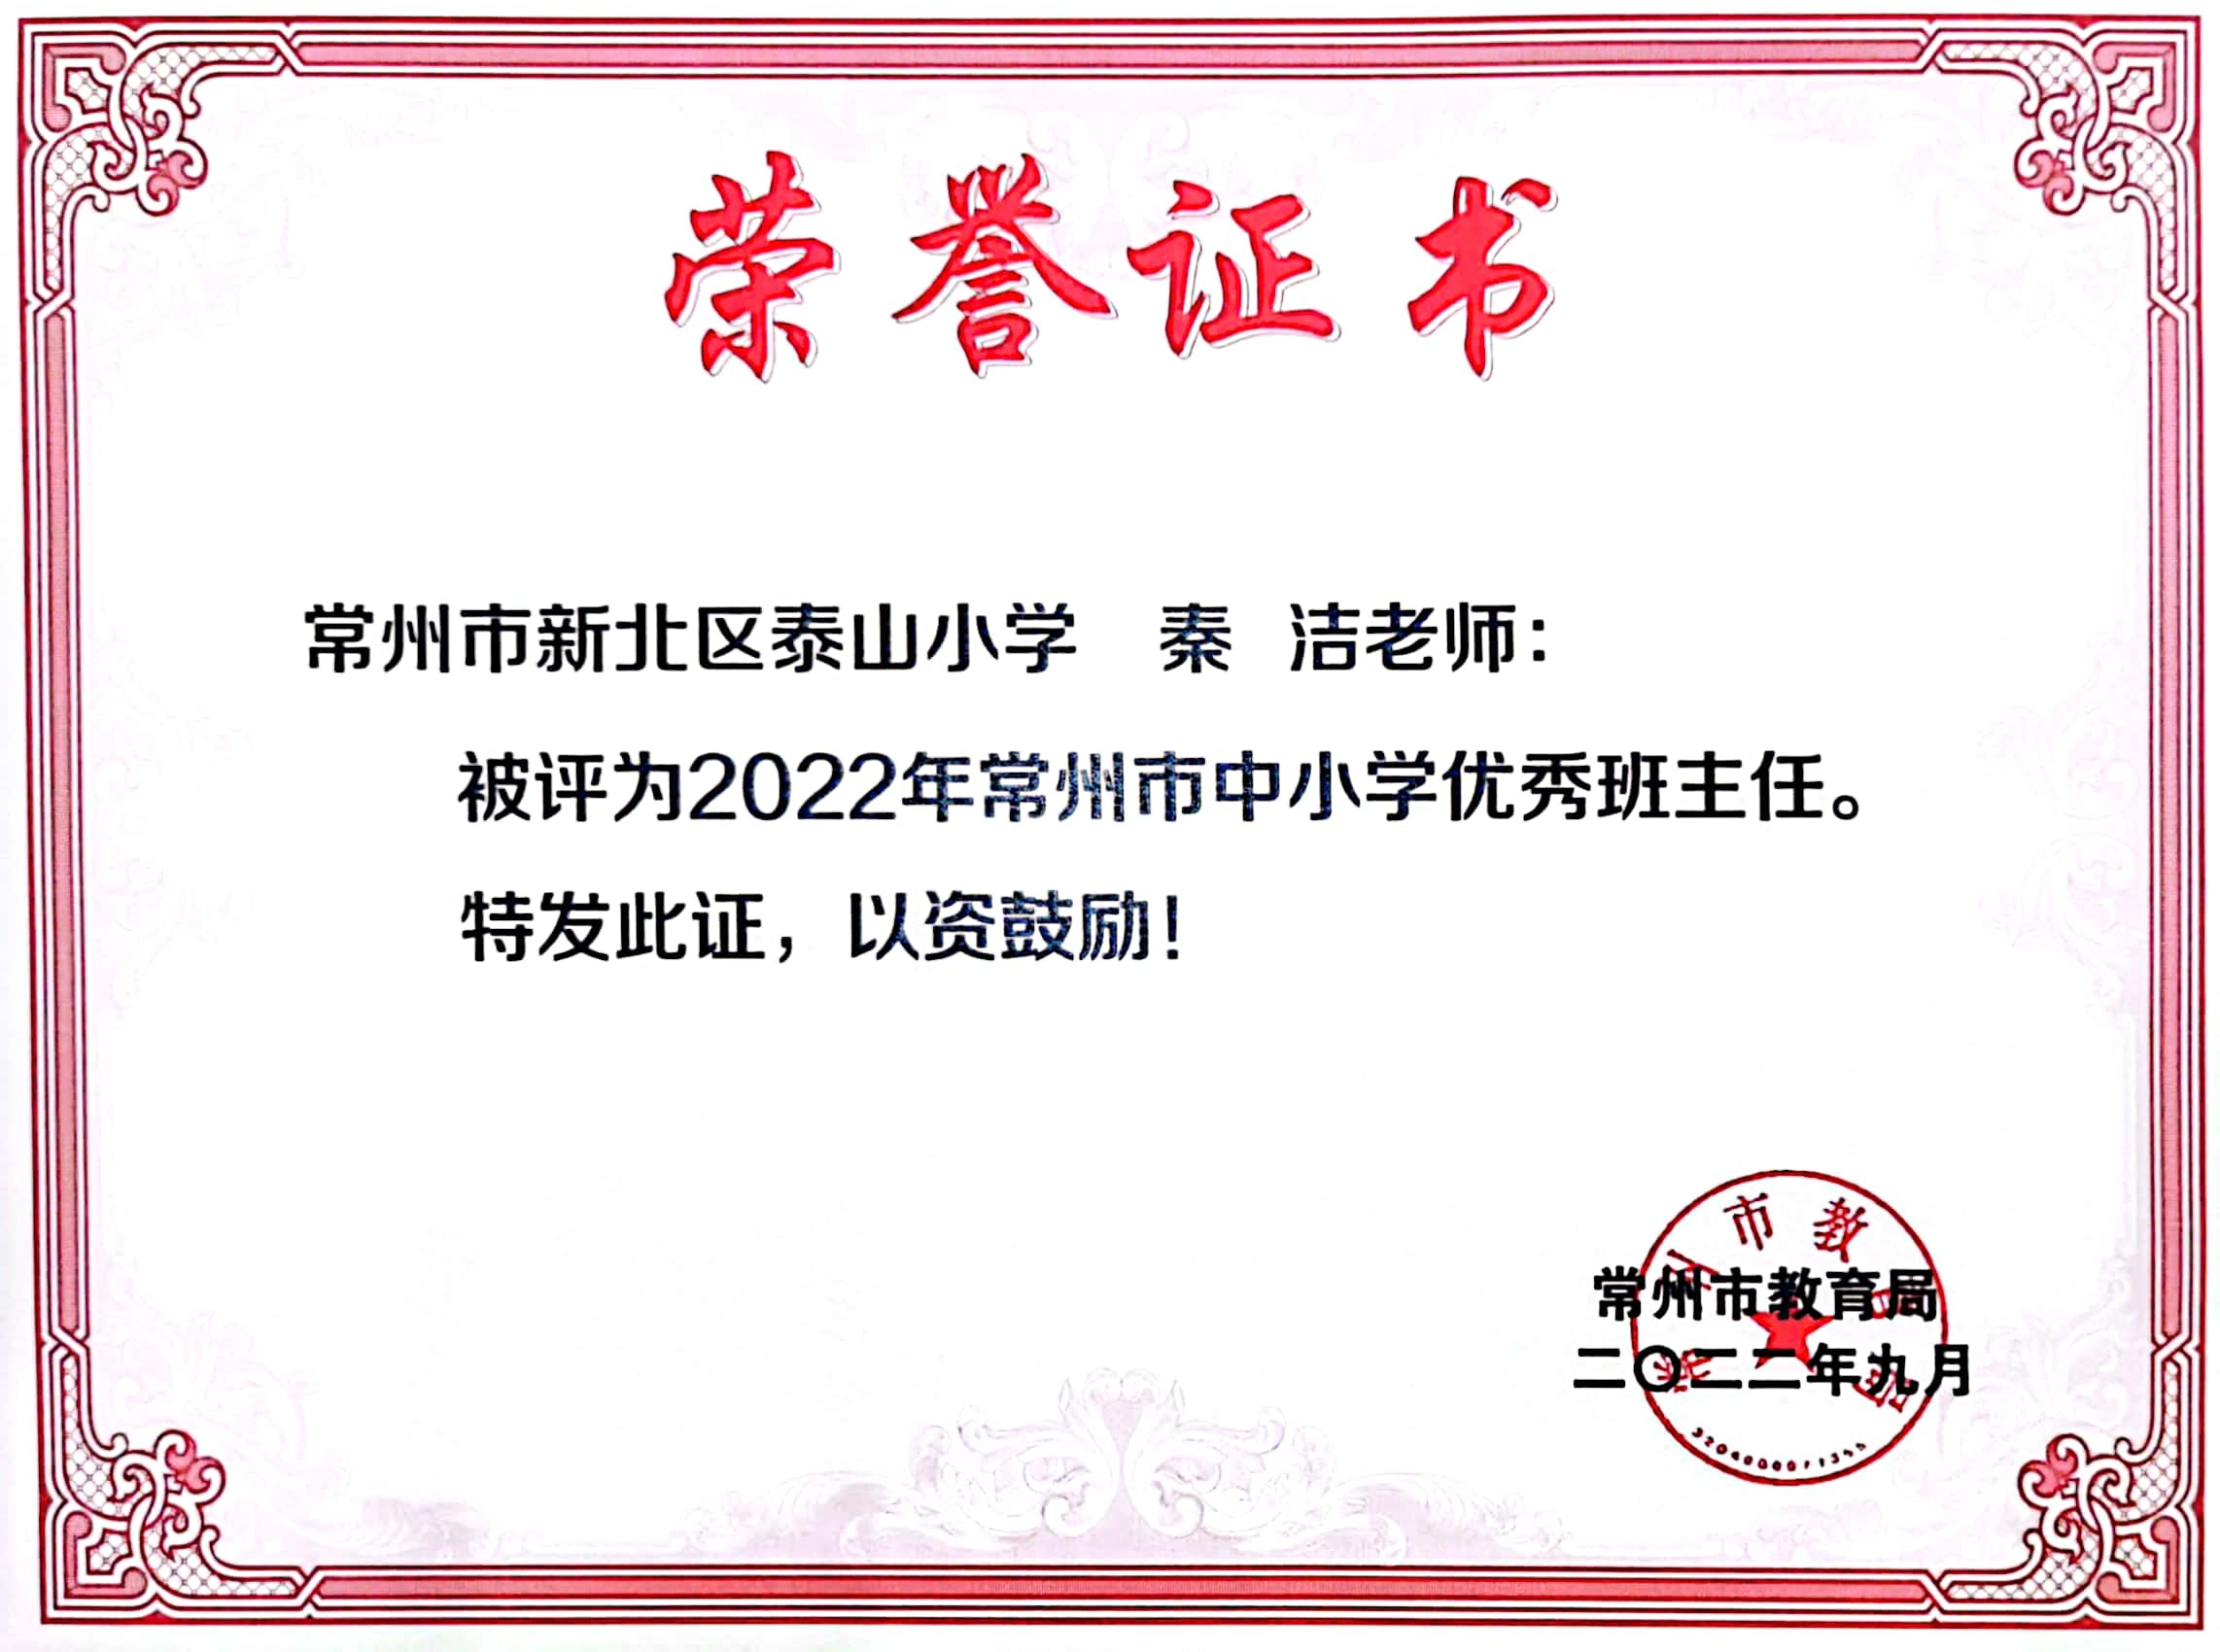 荣誉证书
常州市新北区泰山小学 秦 洁老师：
被评为2022年常州市中小学优秀班主任。
特发此证，以资鼓励！
市教
常州市教育局
二〇二二年九月